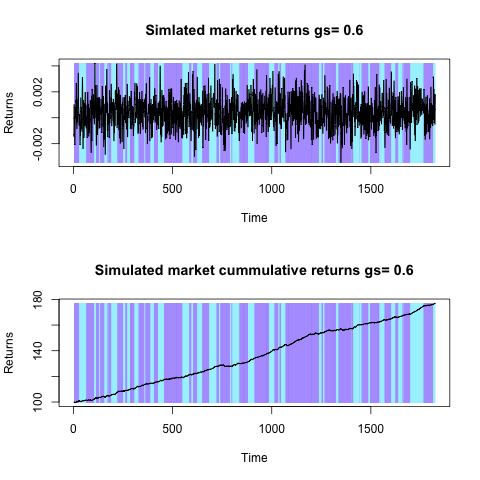 Simlated market returns gs= 0.6
0.002
-0.002
Returns
0 500 1000 1500
Time
Simulated market cummulative returns gs= 0.6
180
140
100
Returns
0 500 1000 1500
Time